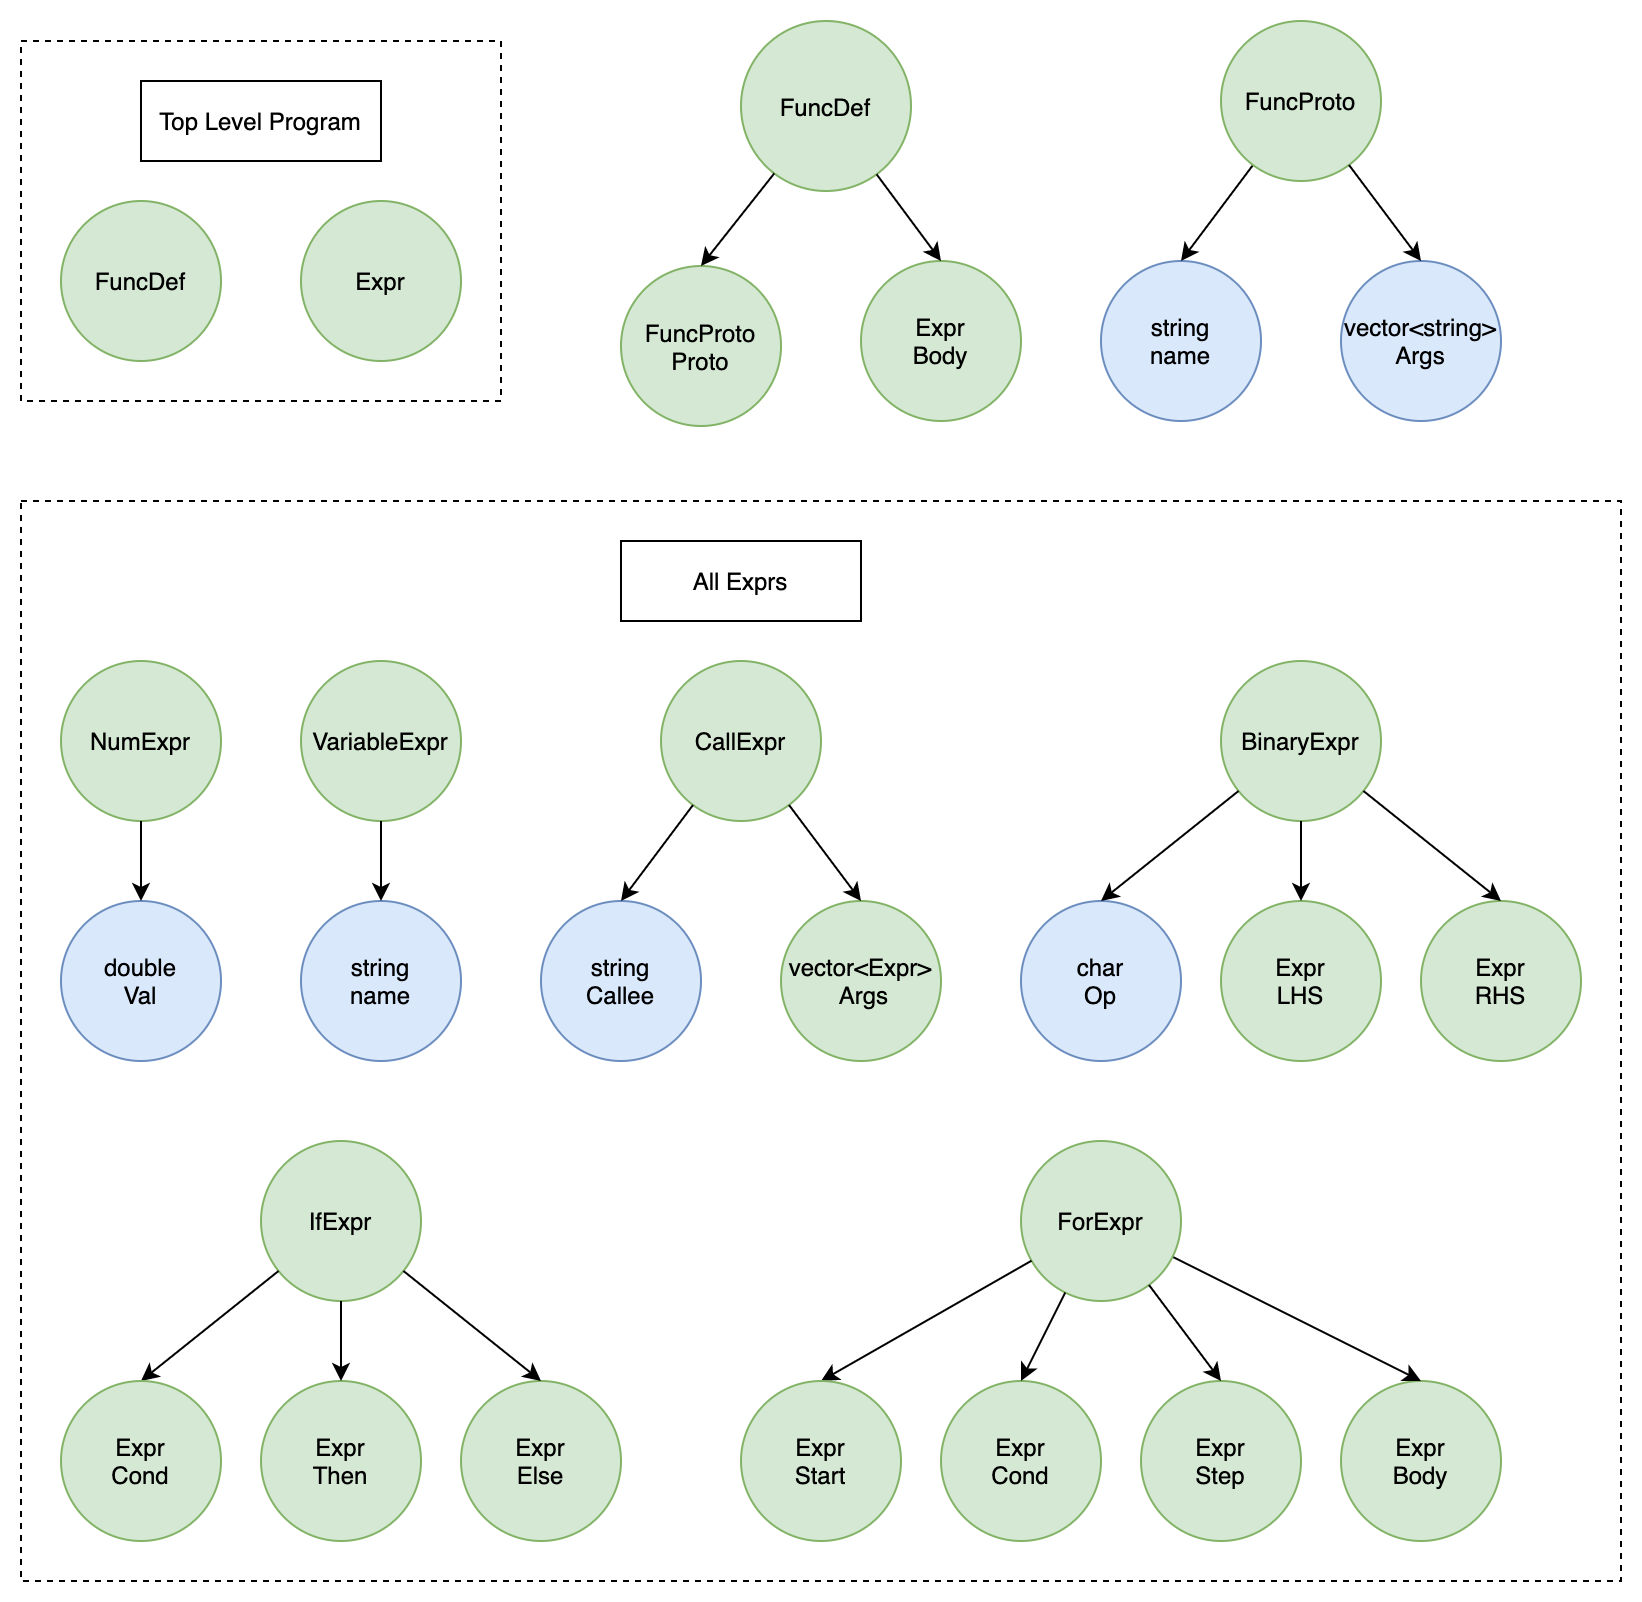 Top Level Program
FuncDef
Expr
FuncDef
FuncProto
Proto
Expr
Body
FuncProto
string
name
vector<string>
Args
All Exprs
NumExpr
double
Val
VariableExpr
string
name
CallExpr
string
Callee
vector<Expr>
Args
BinaryExpr
char
Op
Expr
LHS
Expr
RHS
IfExpr
Expr
Cond
Expr
Then
Expr
Else
ForExpr
Expr
Start
Expr
Cond
Expr
Step
Expr
Body